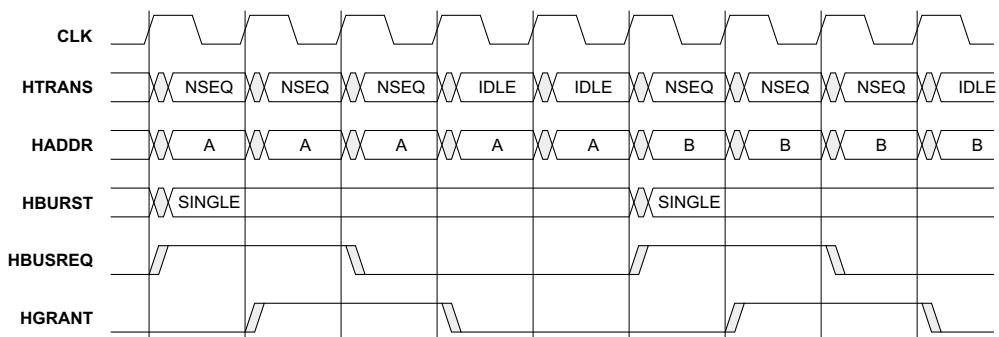 CLK
HTRANS NSEQ NSEQ NSEQ IDLE IDLE NSEQ NSEQ NSEQ IDLE
HADDR A A A A A B B B B
HBURST SINGLE SINGLE
HBUSREQ
HGRANT